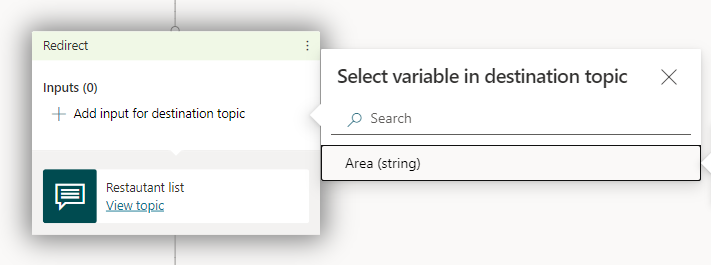 Redirect
Inputs (0)
Add input for destination topic
Restautant list
View topic
Select variable in destination topic
Search
Area (string)